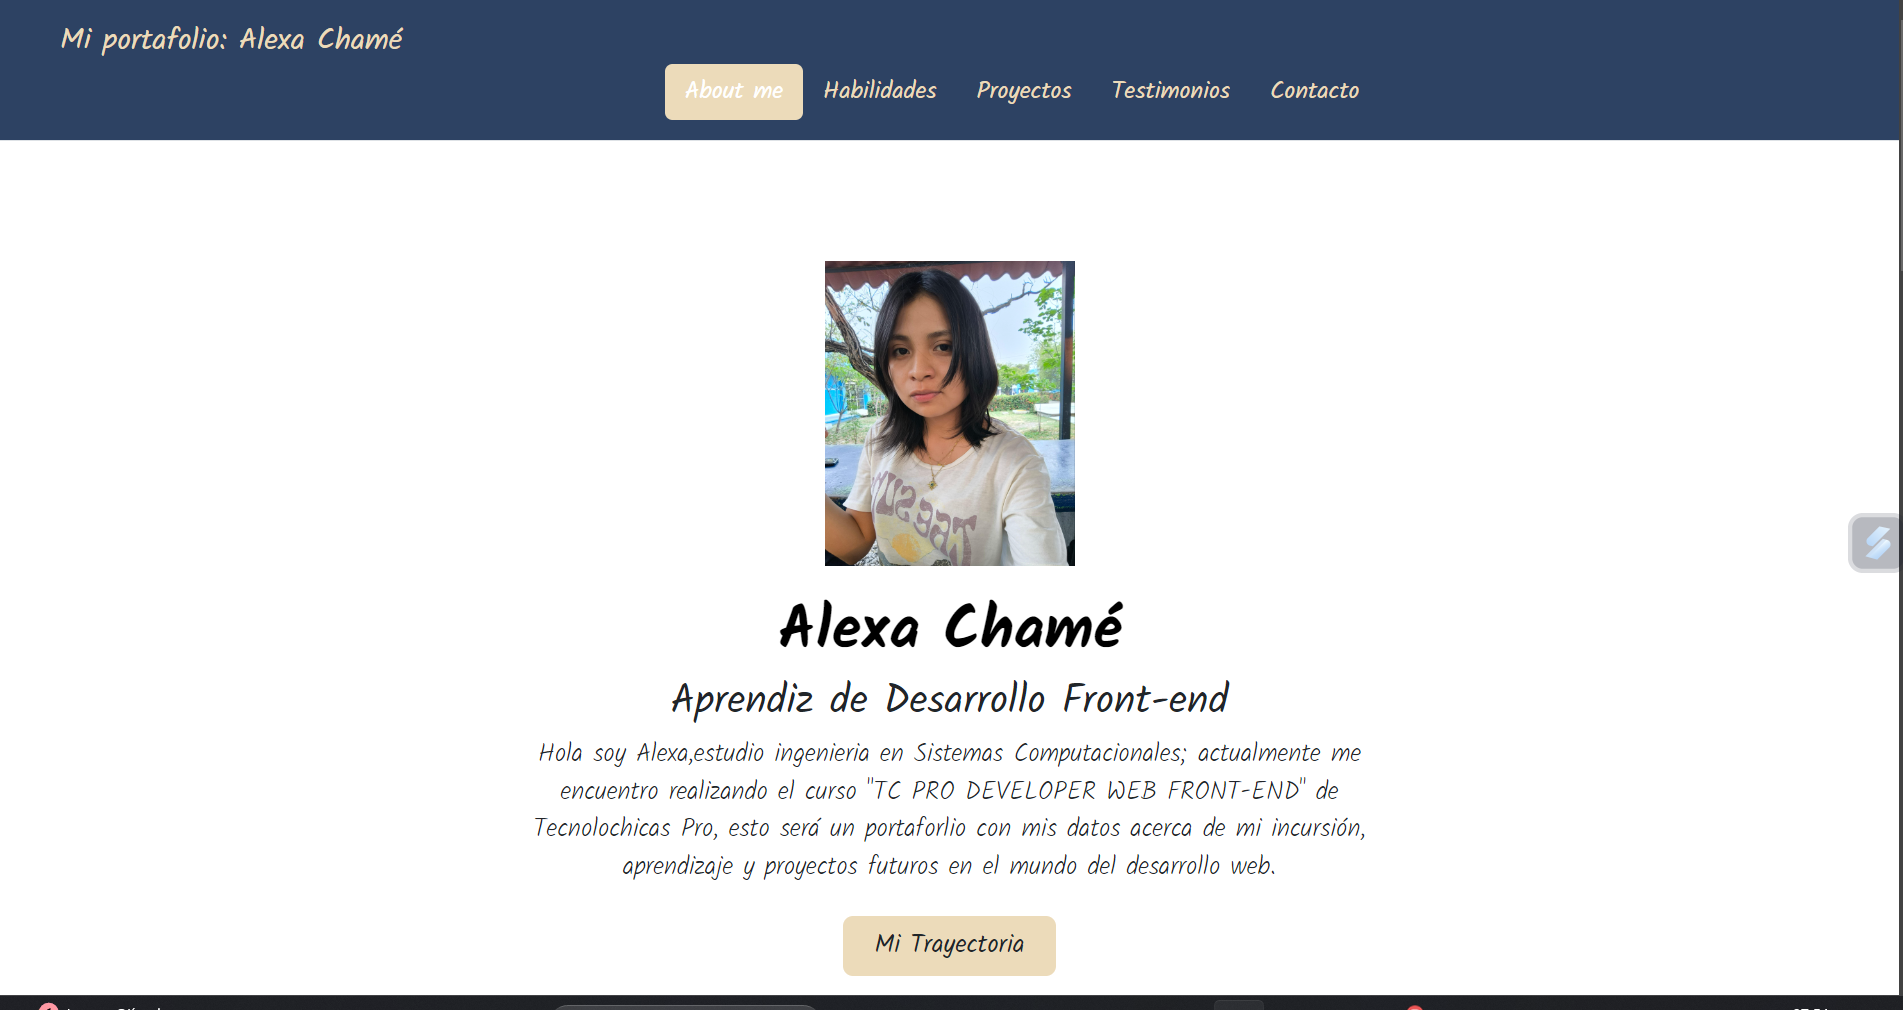 Mi portafolio: Alexa Chamé
About me Habilidades Proyectos Testimonios Contacto
THE SUN
Alexa Chamé
Aprendiz de Desarrollo Front-end
Hola soy Alexa,estudio ingenieria en Sistemas Computacionales; actualmente me
encuentro realizando el curso "TC PRO DEVELOPER WEB FRONT-END" de
Tecnolochicas Pro, esto será un portaforlio con mis datos acerca de mi incursión,
aprendizaje y proyectos futuros en el mundo del desarrollo web.
Mi Trayectoria